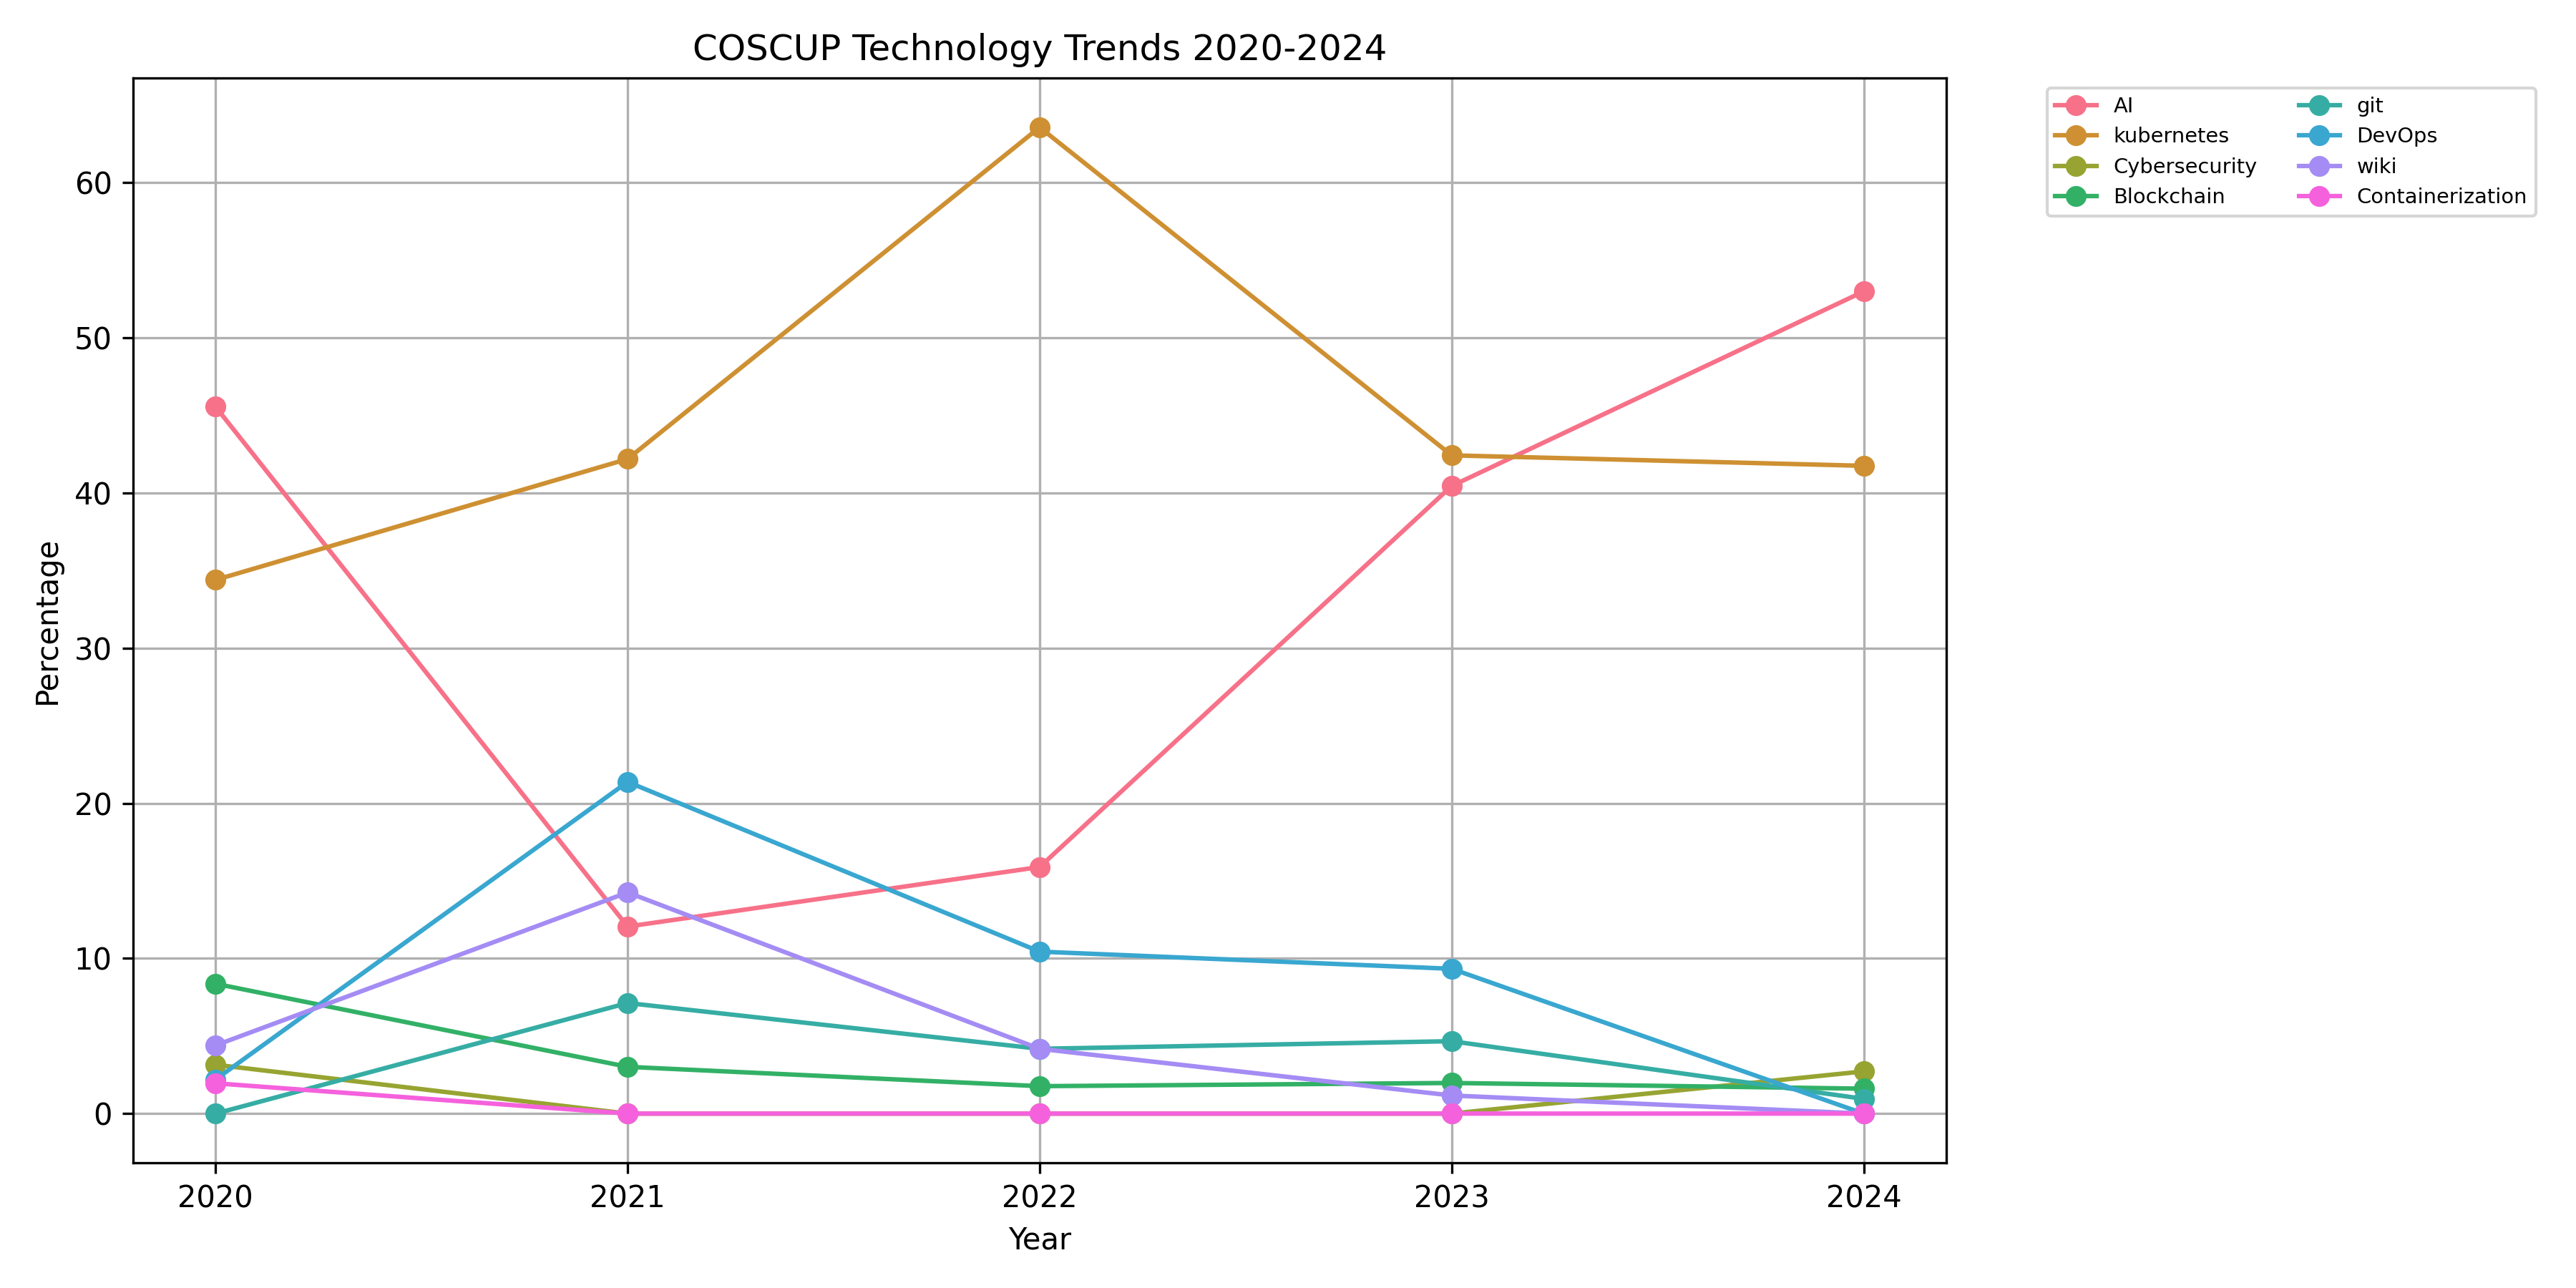 COSCUP Technology Trends 2020-2024
AI
kubernetes
Cybersecurity
Blockchain
git
DevOps
wiki
Containerization
Percentage
60
50
40
30
20
10
0
2020 2021 2022 2023 2024
Year